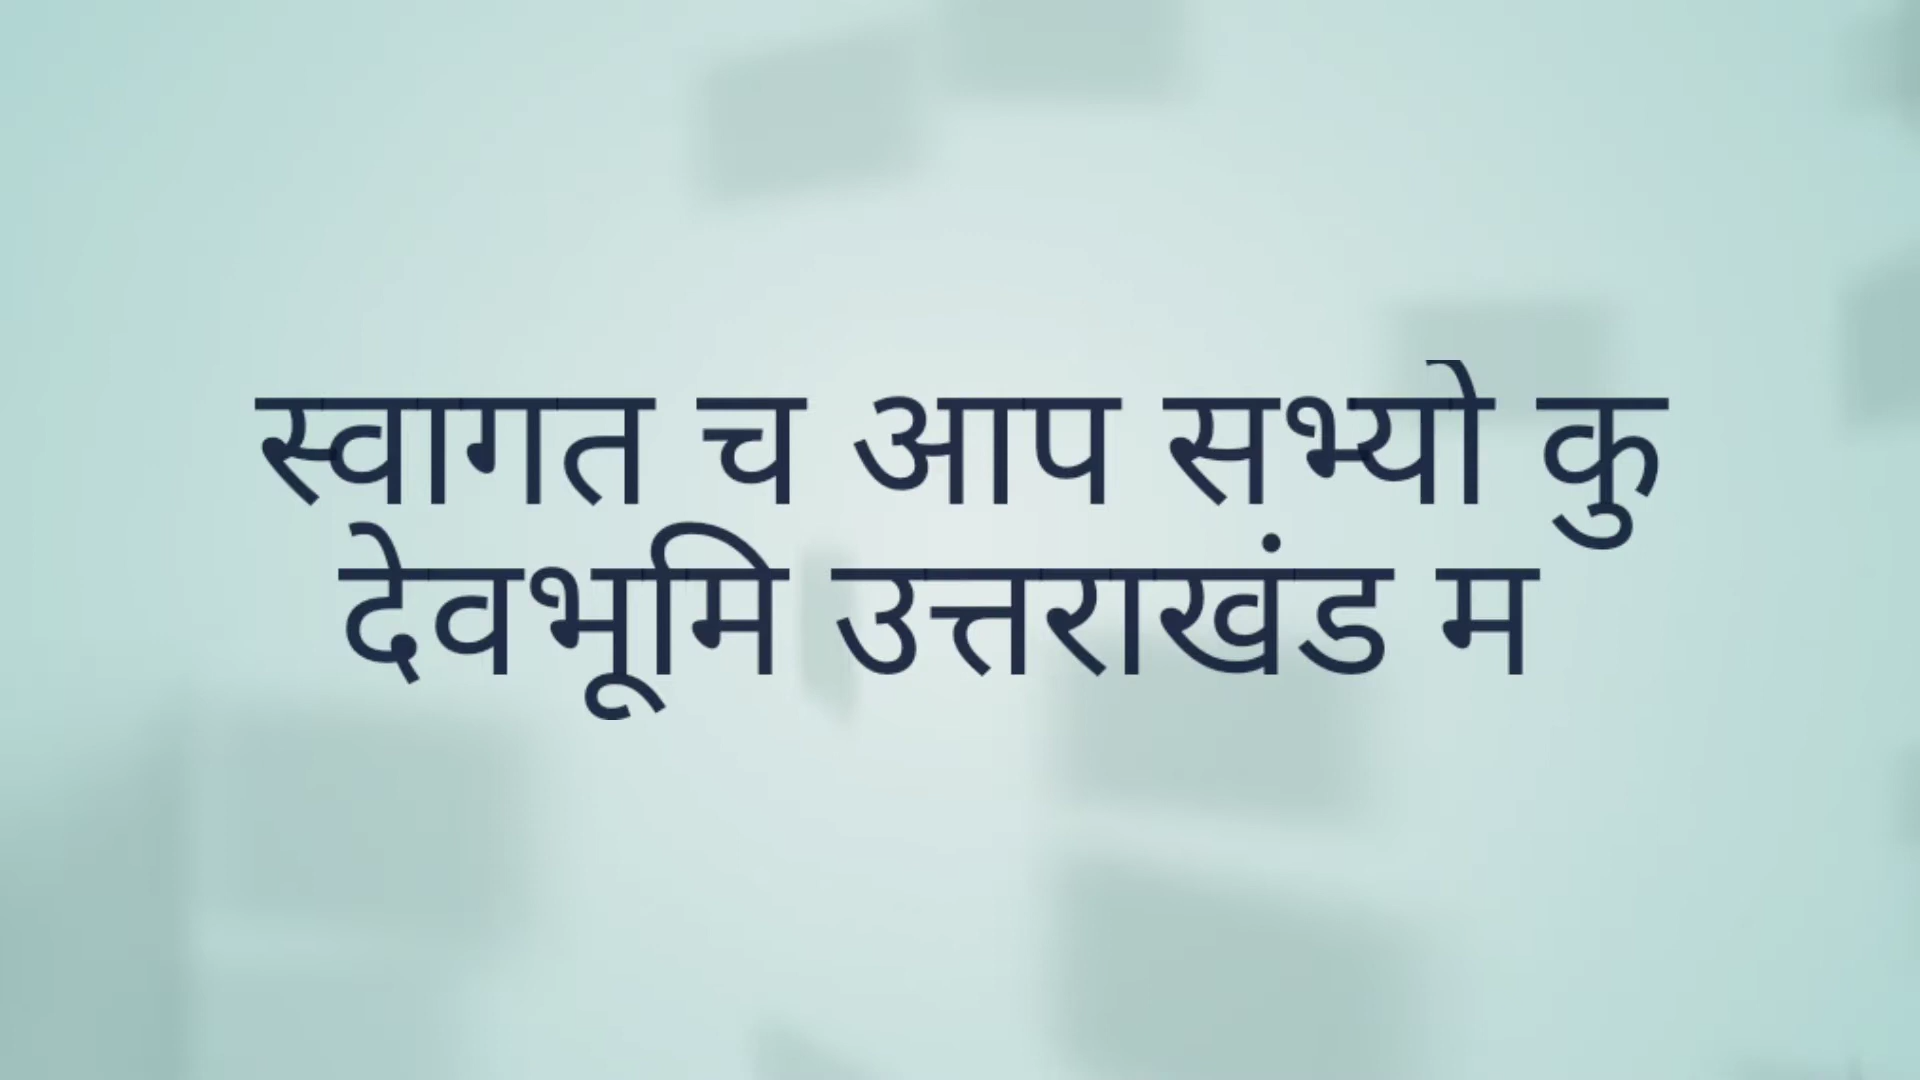 स्वागत च आप सभ्यो कु
देवभूमि उत्तराखंड म